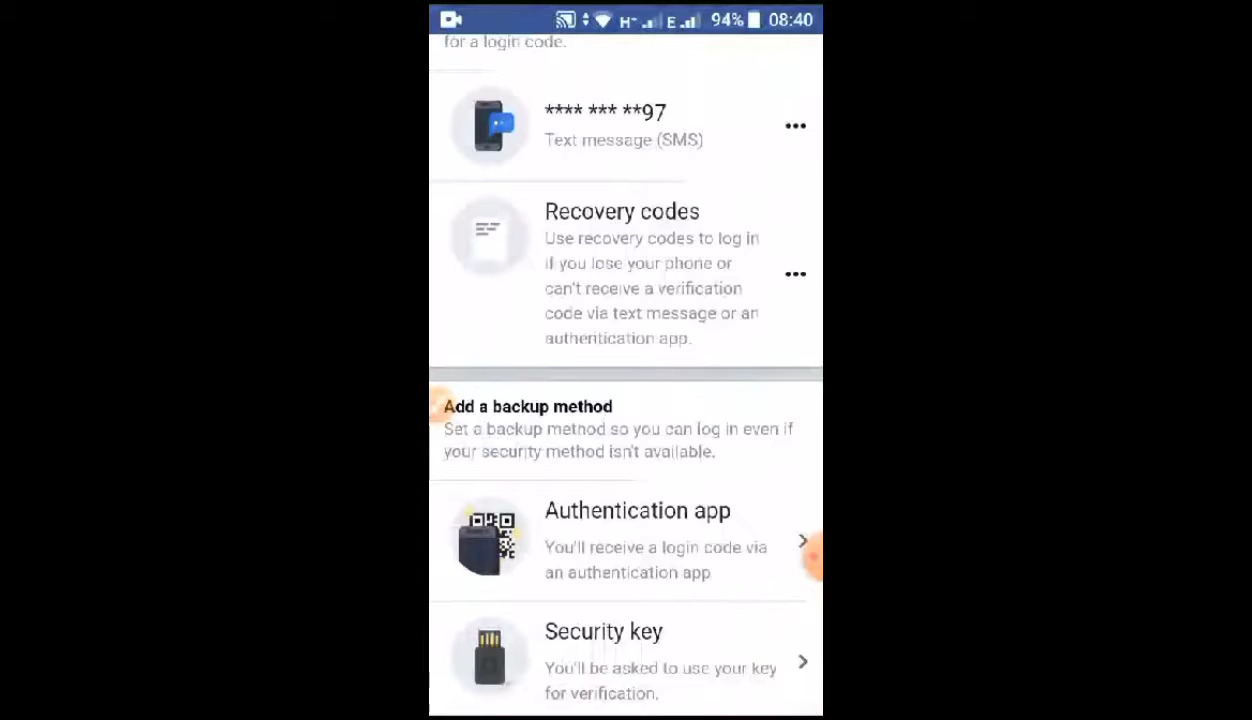 H+ E 94% 08:40
for a login code.
**** *** **97
Text message (SMS)
Recovery codes
Use recovery codes to log in
if you lose your phone or
can't receive a verification
code via text message or an
authentication app.
Add a backup method
Set a backup method so you can log in even if
your security method isn't available.
Authentication app
You'll receive a login code via
an authentication app
Security key
You'll be asked to use your key
for verification.